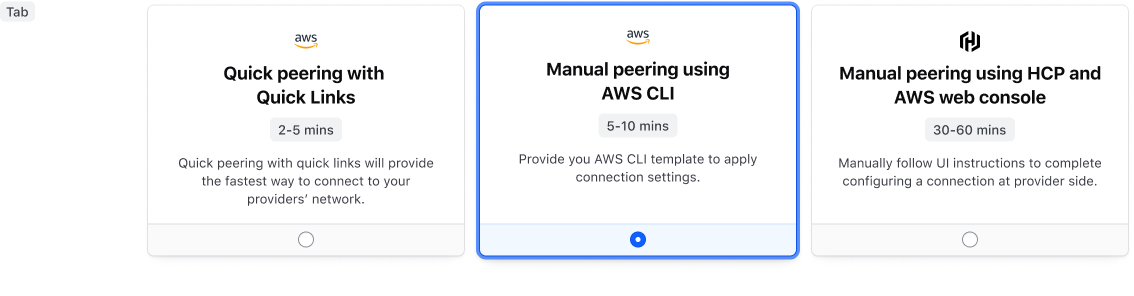 Tab
aws
Quick peering with
Quick Links
2-5 mins
Quick peering with quick links will provide
the fastest way to connect to your
providers’ network.
aws
Manual peering using
AWS CLI
5-10 mins
Provide you AWS CLI template to apply
connection settings.
Manual peering using HCP and
AWS web console
30-60 mins
Manually follow UI instructions to complete
configuring a connection at provider side.